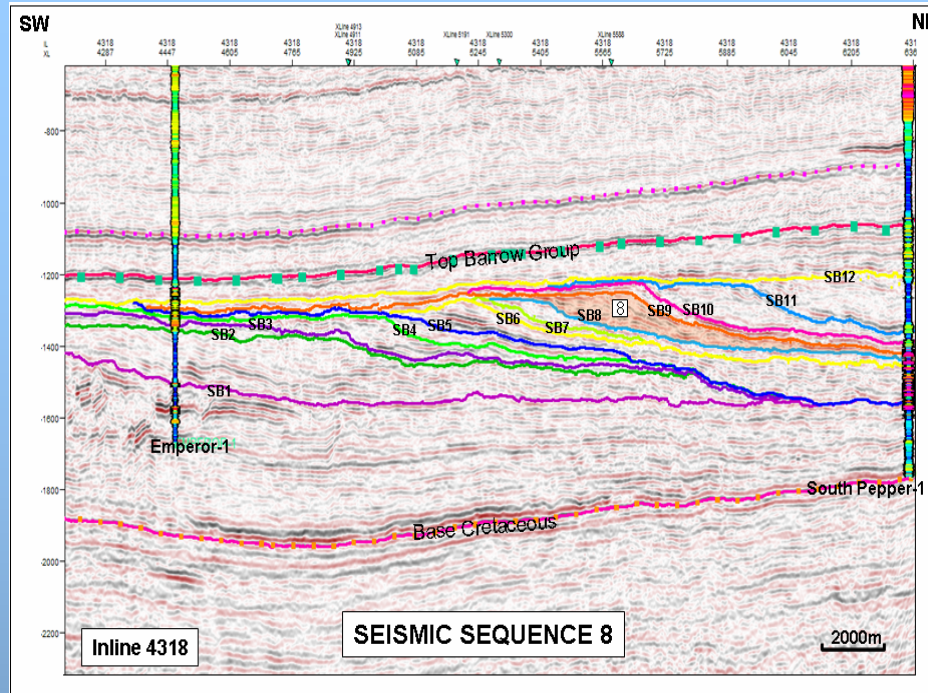 SW
NE
XLine 4913
XLine 4911 XLine 5191 XLine 5300 XLine 5588
IL 4318 4318 4318 4318 4318 4318 4318 4318 4318 4318 4318 4318 4318 431
XL 4287 4447 4605 4765 4925 5085 5245 5405 5565 5725 5885 6045 6205 636
-800
-1000
-1200
-1400
-1600
-1800
-2000
-2200
Top Barrow Group
SB12
SB11
8
SB9 SB10
SB8
SB7
SB6
SB5
SB4
SB3
SB2
SB1
Emperor-1
South Pepper-1
Base Cretaceous
Inline 4318
SEISMIC SEQUENCE 8
2000m